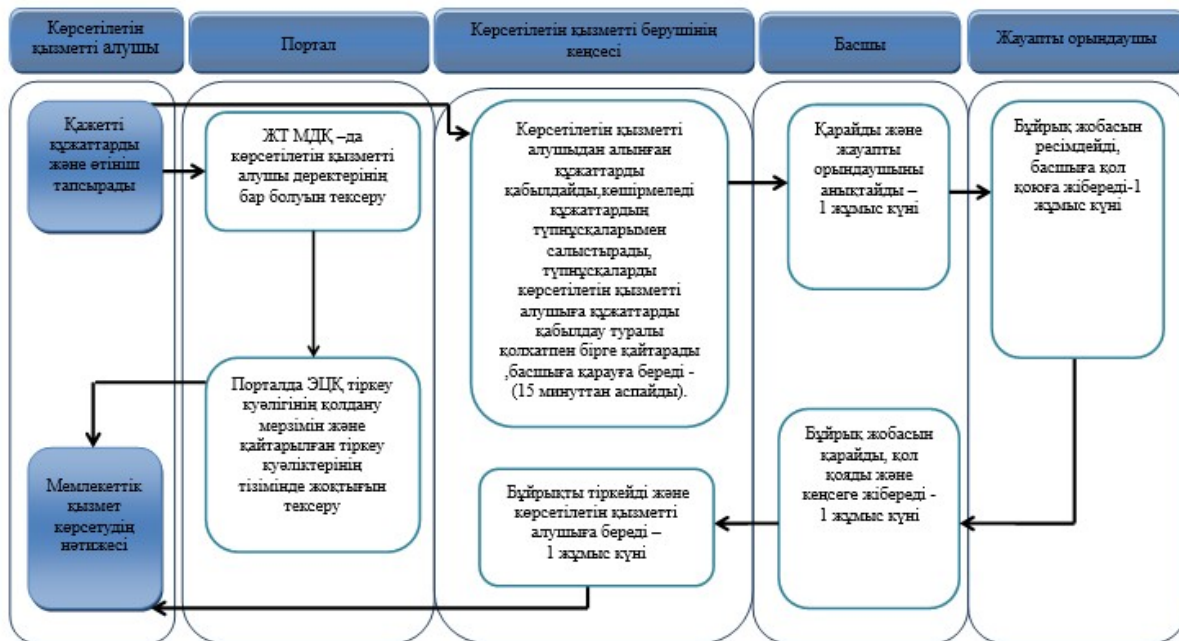 Көрсетілетін
қызметті алушы
Портал
Көрсетілетін қызметті берушінің
кеңсесі
Басшы
Жауапты орындаушы
Қажетті
құжаттарды
және өтініш
тапсырады
ЖТ МДҚ –да
көрсетілетін қызметті
алушы деректерінің
бар болуын тексеру
Көрсетілетін қызметті
алушыдан алынған
құжаттарды
қабылдайды,көшірмеледі
құжаттардың
түпнұсқаларымен
салыстырады,
түпнұсқаларды
көрсетілетін қызметті
алушыға құжаттарды
қабылдау туралы
қолхатпен бірге қайтарады
,басшыға қарауға береді -
(15 минуттан аспайды).
Қарайды және
жауапты
орындаушыны
анықтайды –
1 жұмыс күні
Бұйрық жобасын
ресімдейді,
басшыға қол
қоюға жібереді-1
жұмыс күні
Порталда ЭЦҚ тіркеу
куәлігінің қолдану
мерзімін және
қайтарылған тіркеу
куәліктерінің
тізімінде жоқтығын
тексеру
Мемлекеттік
қызмет
көрсетудің
нәтижесі
Бұйрықты тіркейді және
көрсетілетін қызметті
алушыға береді –
1 жұмыс күні
Бұйрық жобасын
қарайды, қол
қояды және
кеңсеге жібереді -
1 жұмыс күні